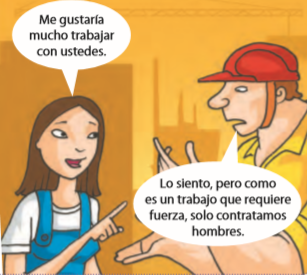 Me gustaría
mucho trabajar
con ustedes.
Lo siento, pero como
es un trabajo que requiere
fuerza, solo contratamos
hombres.